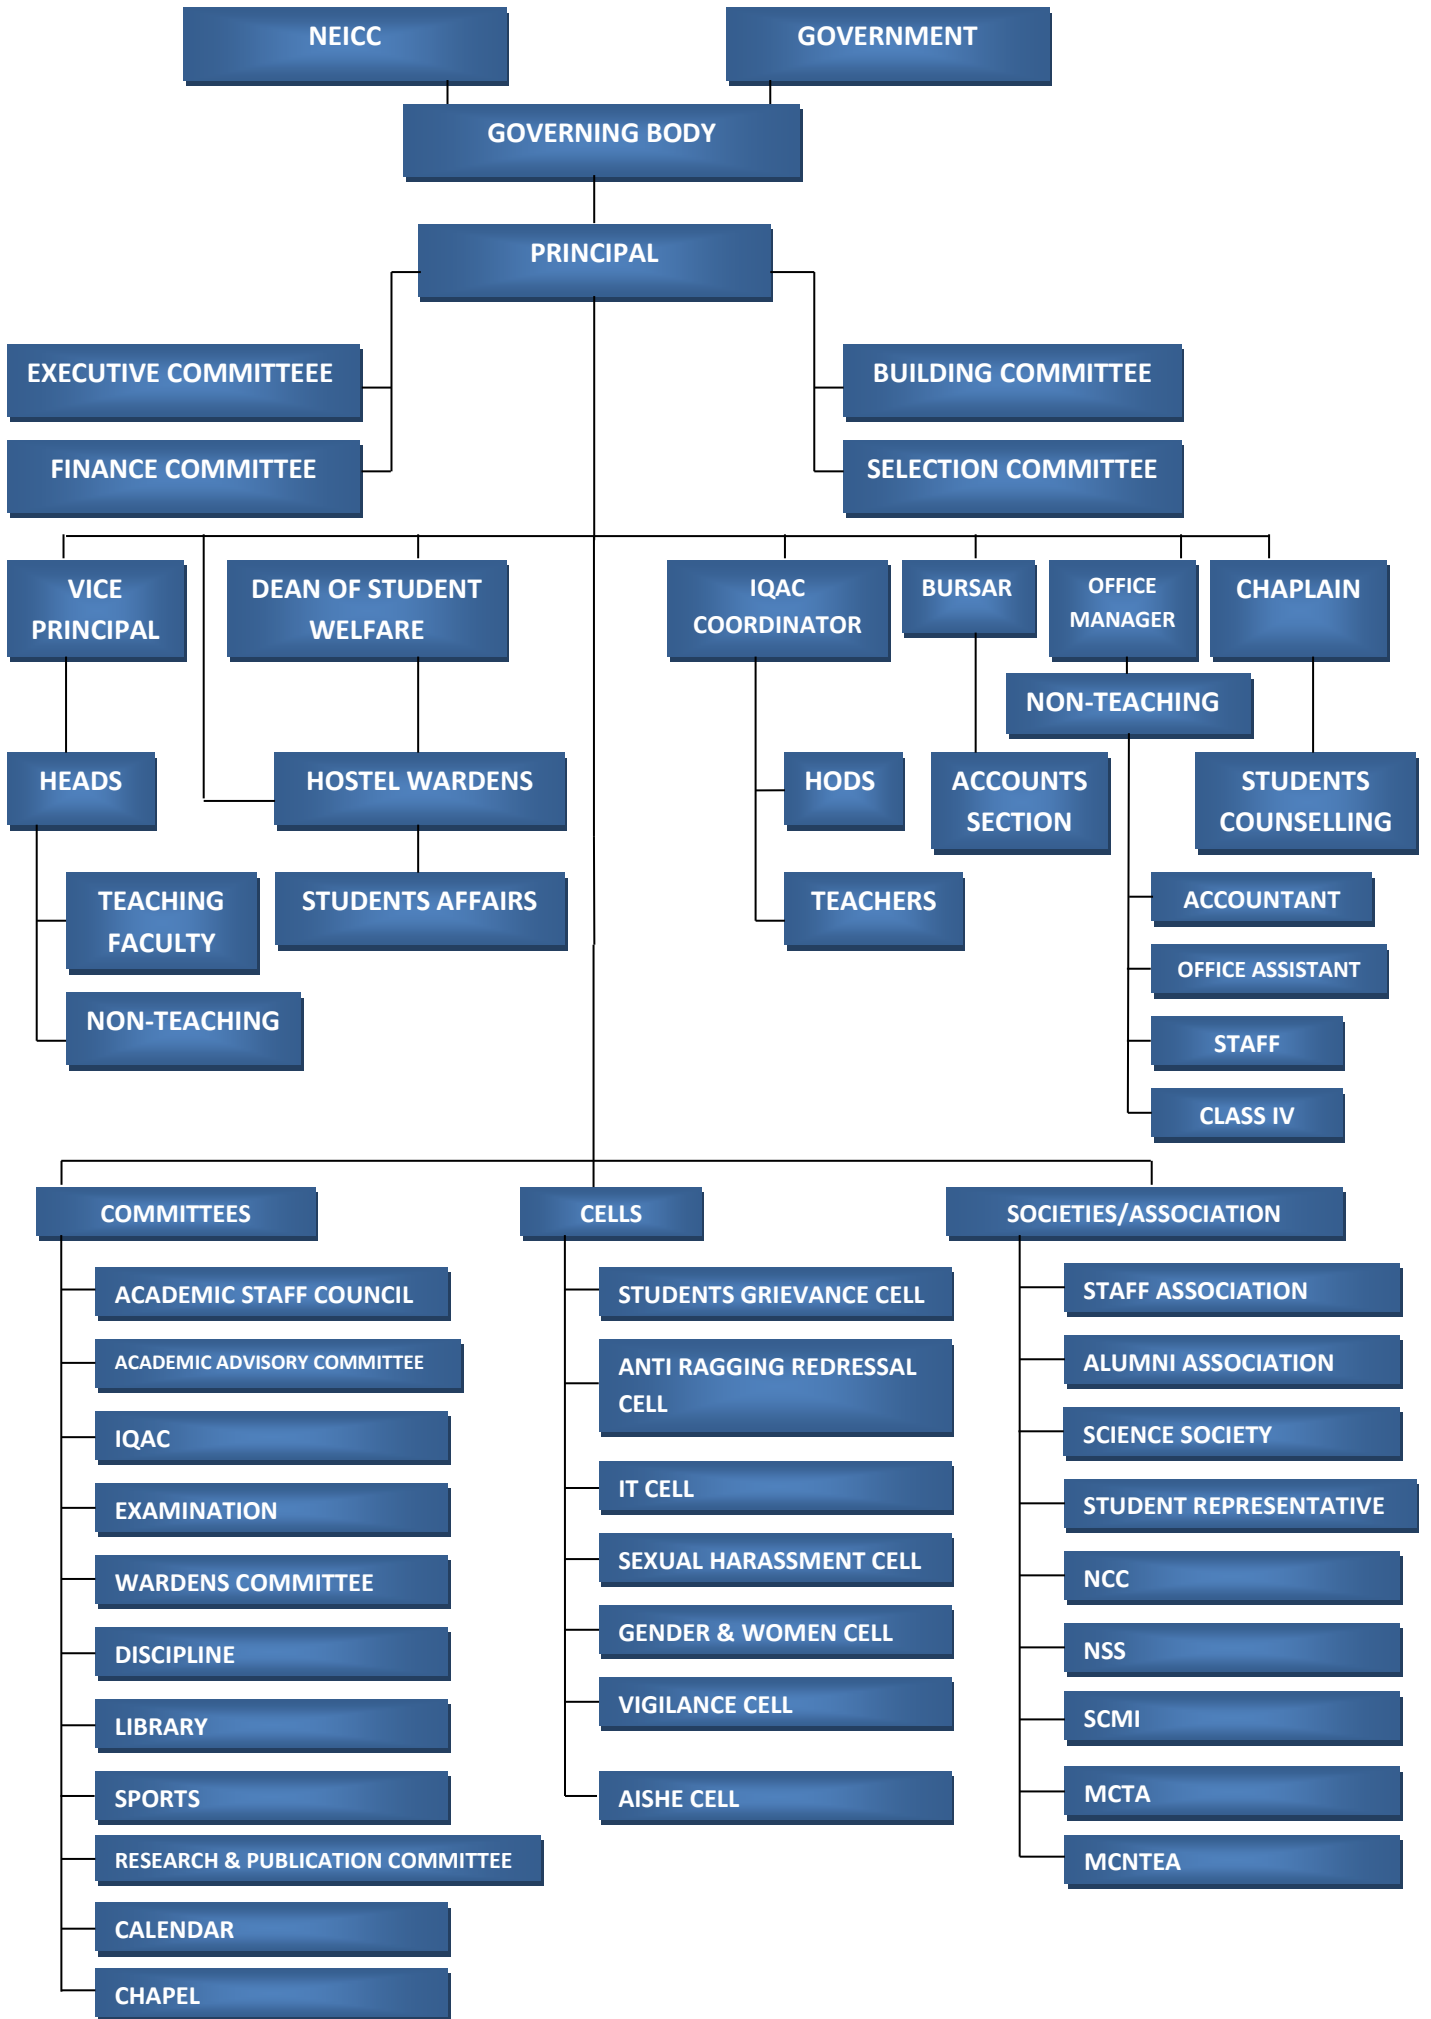 NEICC
GOVERNMENT
GOVERNING BODY
PRINCIPAL
EXECUTIVE COMMITTEEE
BUILDING COMMITTEE
FINANCE COMMITTEE
SELECTION COMMITTEE
VICE
PRINCIPAL
DEAN OF STUDENT
WELFARE
IQAC
COORDINATOR
BURSAR
OFFICE
MANAGER
CHAPLAIN
NON-TEACHING
HEADS
HOSTEL WARDENS
HODS
ACCOUNTS
SECTION
STUDENTS
COUNSELLING
TEACHING
FACULTY
STUDENTS AFFAIRS
TEACHERS
ACCOUNTANT
OFFICE ASSISTANT
NON-TEACHING
STAFF
CLASS IV
COMMITTEES
CELLS
SOCIETIES/ASSOCIATION
ACADEMIC STAFF COUNCIL
ACADEMIC ADVISORY COMMITTEE
IQAC
EXAMINATION
WARDENS COMMITTEE
DISCIPLINE
LIBRARY
SPORTS
RESEARCH & PUBLICATION COMMITTEE
CALENDAR
CHAPEL
STUDENTS GRIEVANCE CELL
ANTI RAGGING REDRESSAL
CELL
IT CELL
SEXUAL HARASSMENT CELL
GENDER & WOMEN CELL
VIGILANCE CELL
AISHE CELL
STAFF ASSOCIATION
ALUMNI ASSOCIATION
SCIENCE SOCIETY
STUDENT REPRESENTATIVE
NCC
NSS
SCMI
MCTA
MCNTEA